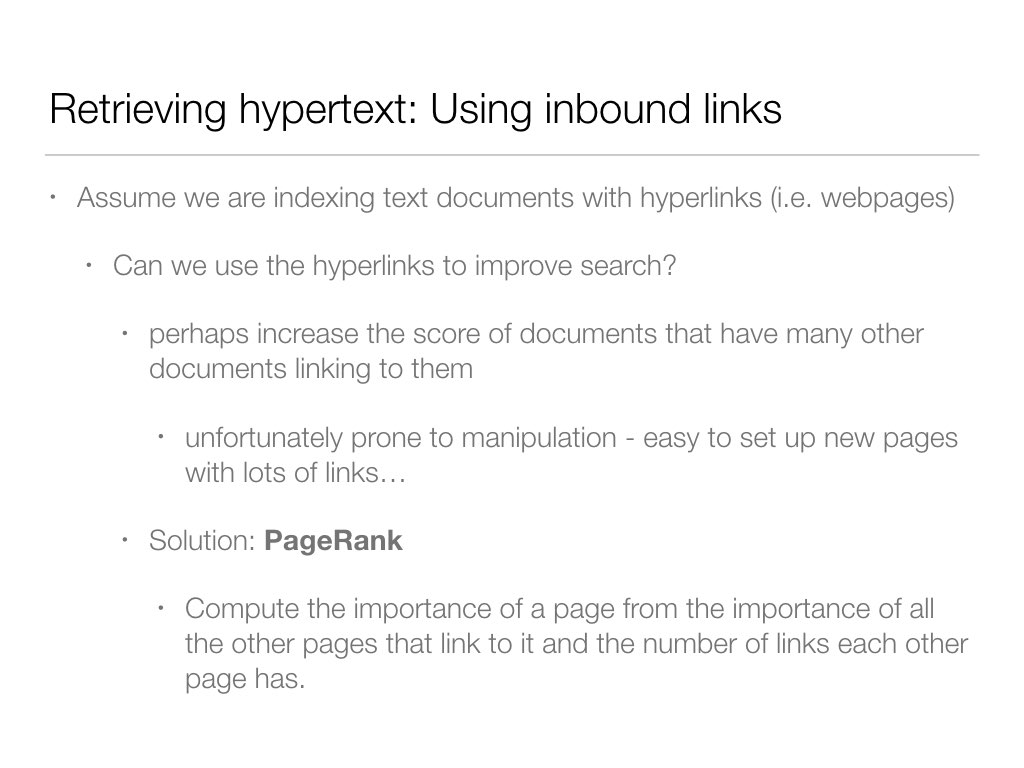 Retrieving hypertext: Using inbound links
• Assume we are indexing text documents with hyperlinks (i.e. webpages)
• Can we use the hyperlinks to improve search?
• perhaps increase the score of documents that have many other
documents linking to them
• unfortunately prone to manipulation - easy to set up new pages
with lots of links…
• Solution: PageRank
• Compute the importance of a page from the importance of all
the other pages that link to it and the number of links each other
page has.